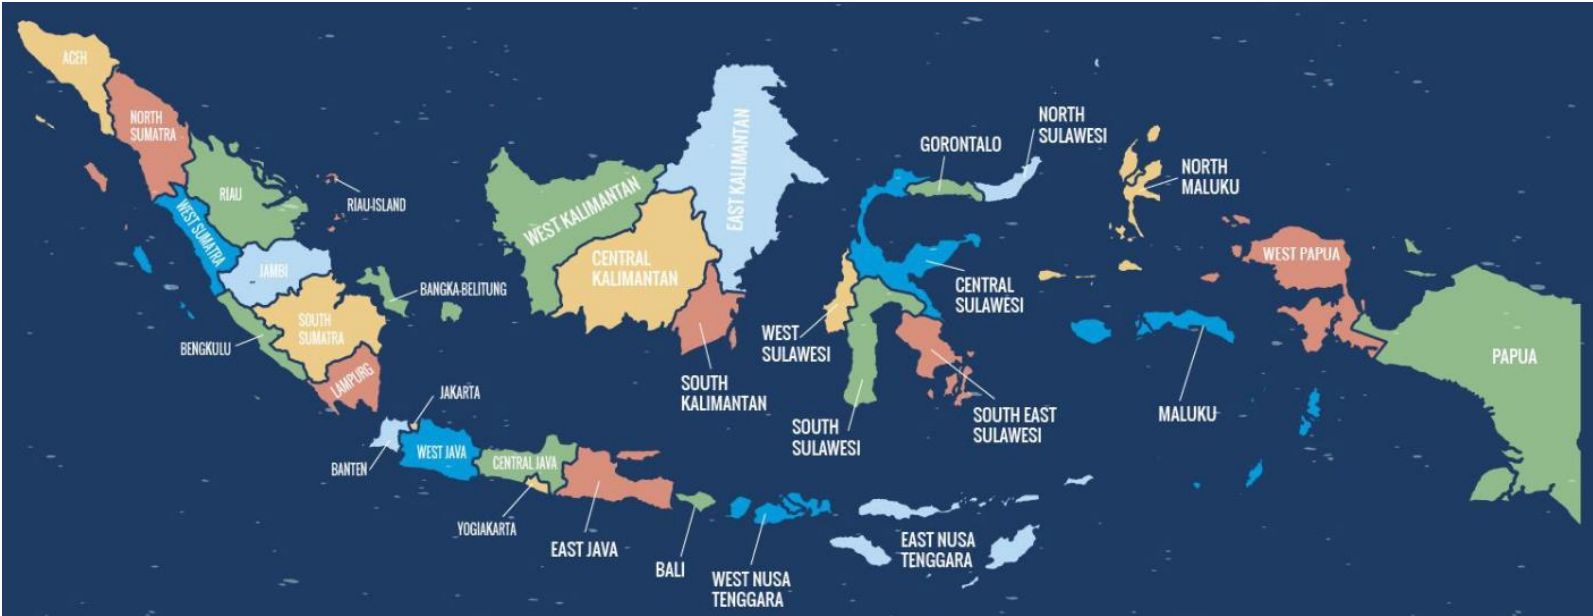 ACEH
NORTH
SUMATRA
RIAU
RIAU-ISLAND
WEST SUMATRA
JAMBI
BANGKA-BELITUNG
SOUTH
SUMATRA
BENGKULU
LAMPURG
JAKARTA
BANTEN
WEST JAVA
CENTRAL JAVA
YOGIAKARTA
EAST JAVA
BALI
WEST NUSA
TENGGARA
EAST NUSA
TENGGARA
WEST KALIMANTAN
CENTRAL
KALIMANTAN
EAST KALIMANTAN
SOUTH
KALIMANTAN
GORONTALO
NORTH
SULAWESI
CENTRAL
SULAWESI
WEST
SULAWESI
SOUTH
SULAWESI
SOUTH EAST
SULAWESI
NORTH
MALUKU
MALUKU
WEST PAPUA
PAPUA